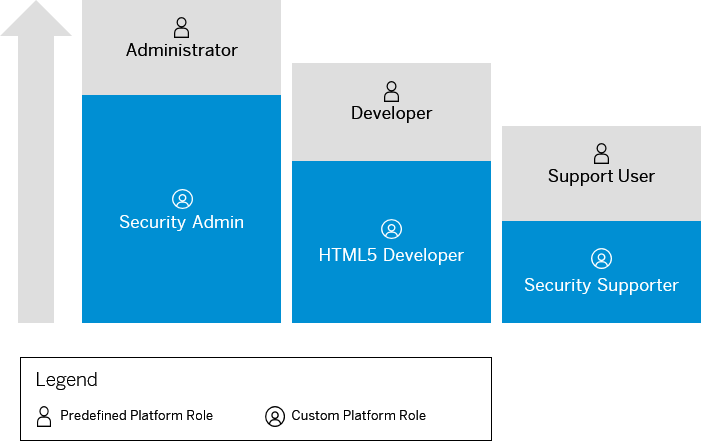 Administrator
Security Admin
Developer
HTML5 Developer
Support User
Security Supporter
Legend
Predefined Platform Role
Custom Platform Role